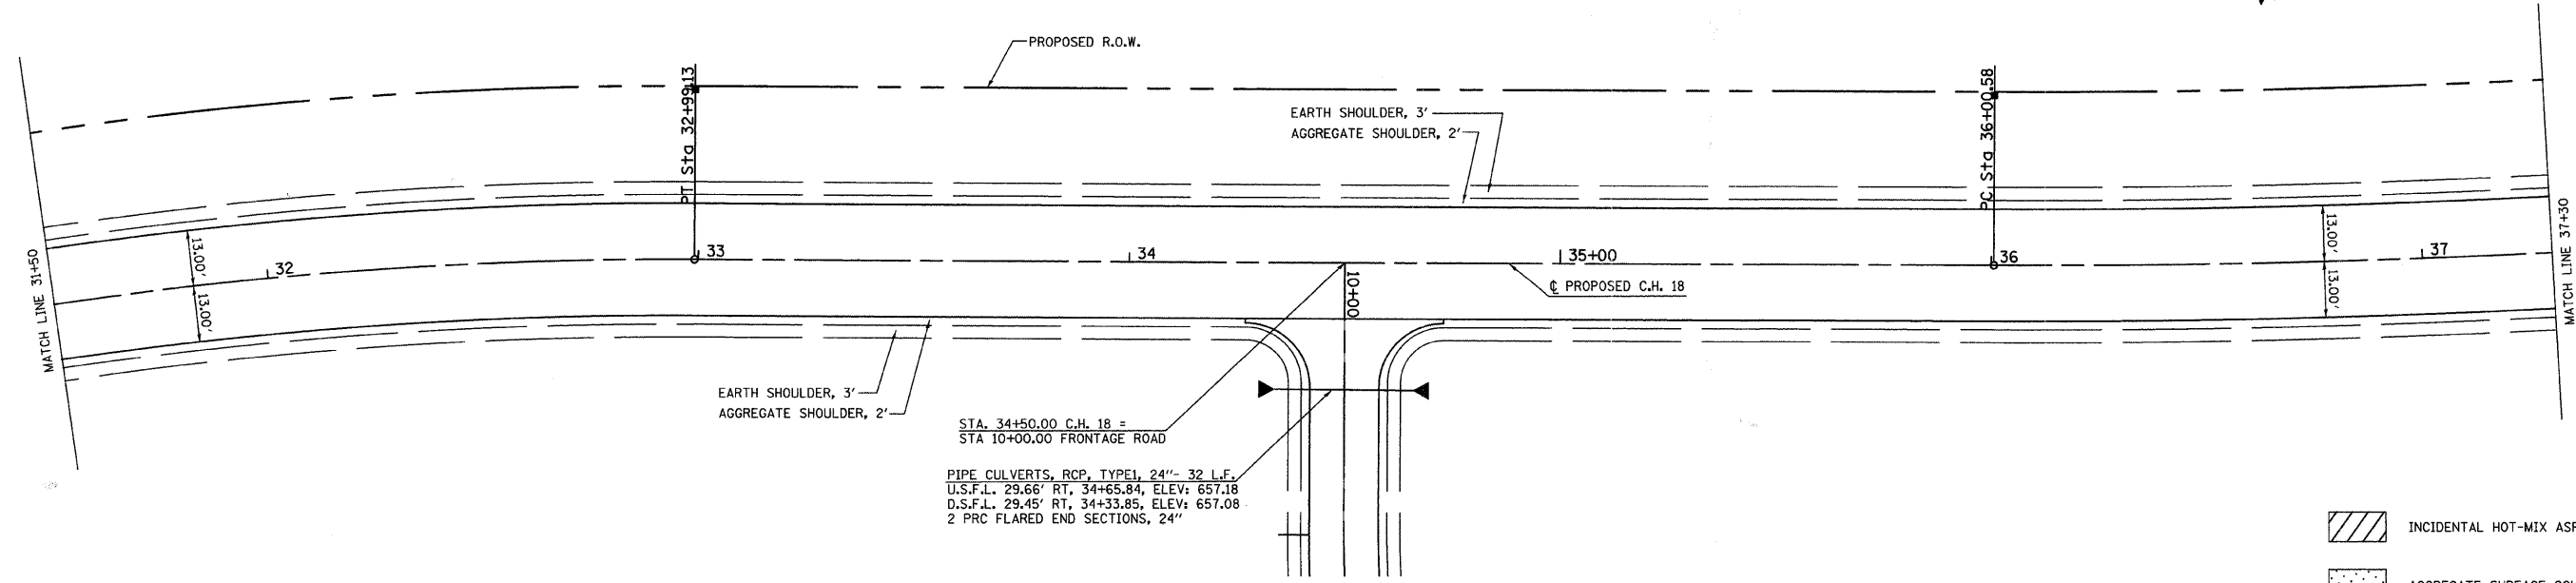 PROPOSED R.O.W.
PT Sta 32+99.13
PC Sta 36+00.58
EARTH SHOULDER, 3'
AGGREGATE SHOULDER, 2'
MATCH LINE 31+50
13.00'
13.00'
32
33
34
35+00
36
37
13.00'
13.00'
MATCH LINE 37+30
10+00
℄ PROPOSED C.H. 18
EARTH SHOULDER, 3'
AGGREGATE SHOULDER, 2'
STA. 34+50.00 C.H. 18 =
STA 10+00.00 FRONTAGE ROAD
PIPE CULVERTS, RCP, TYPE1, 24"- 32 L.F.
U.S.F.L. 29.66' RT, 34+65.84, ELEV: 657.18
D.S.F.L. 29.45' RT, 34+33.85, ELEV: 657.08
2 PRC FLARED END SECTIONS, 24"
INCIDENTAL HOT-MIX